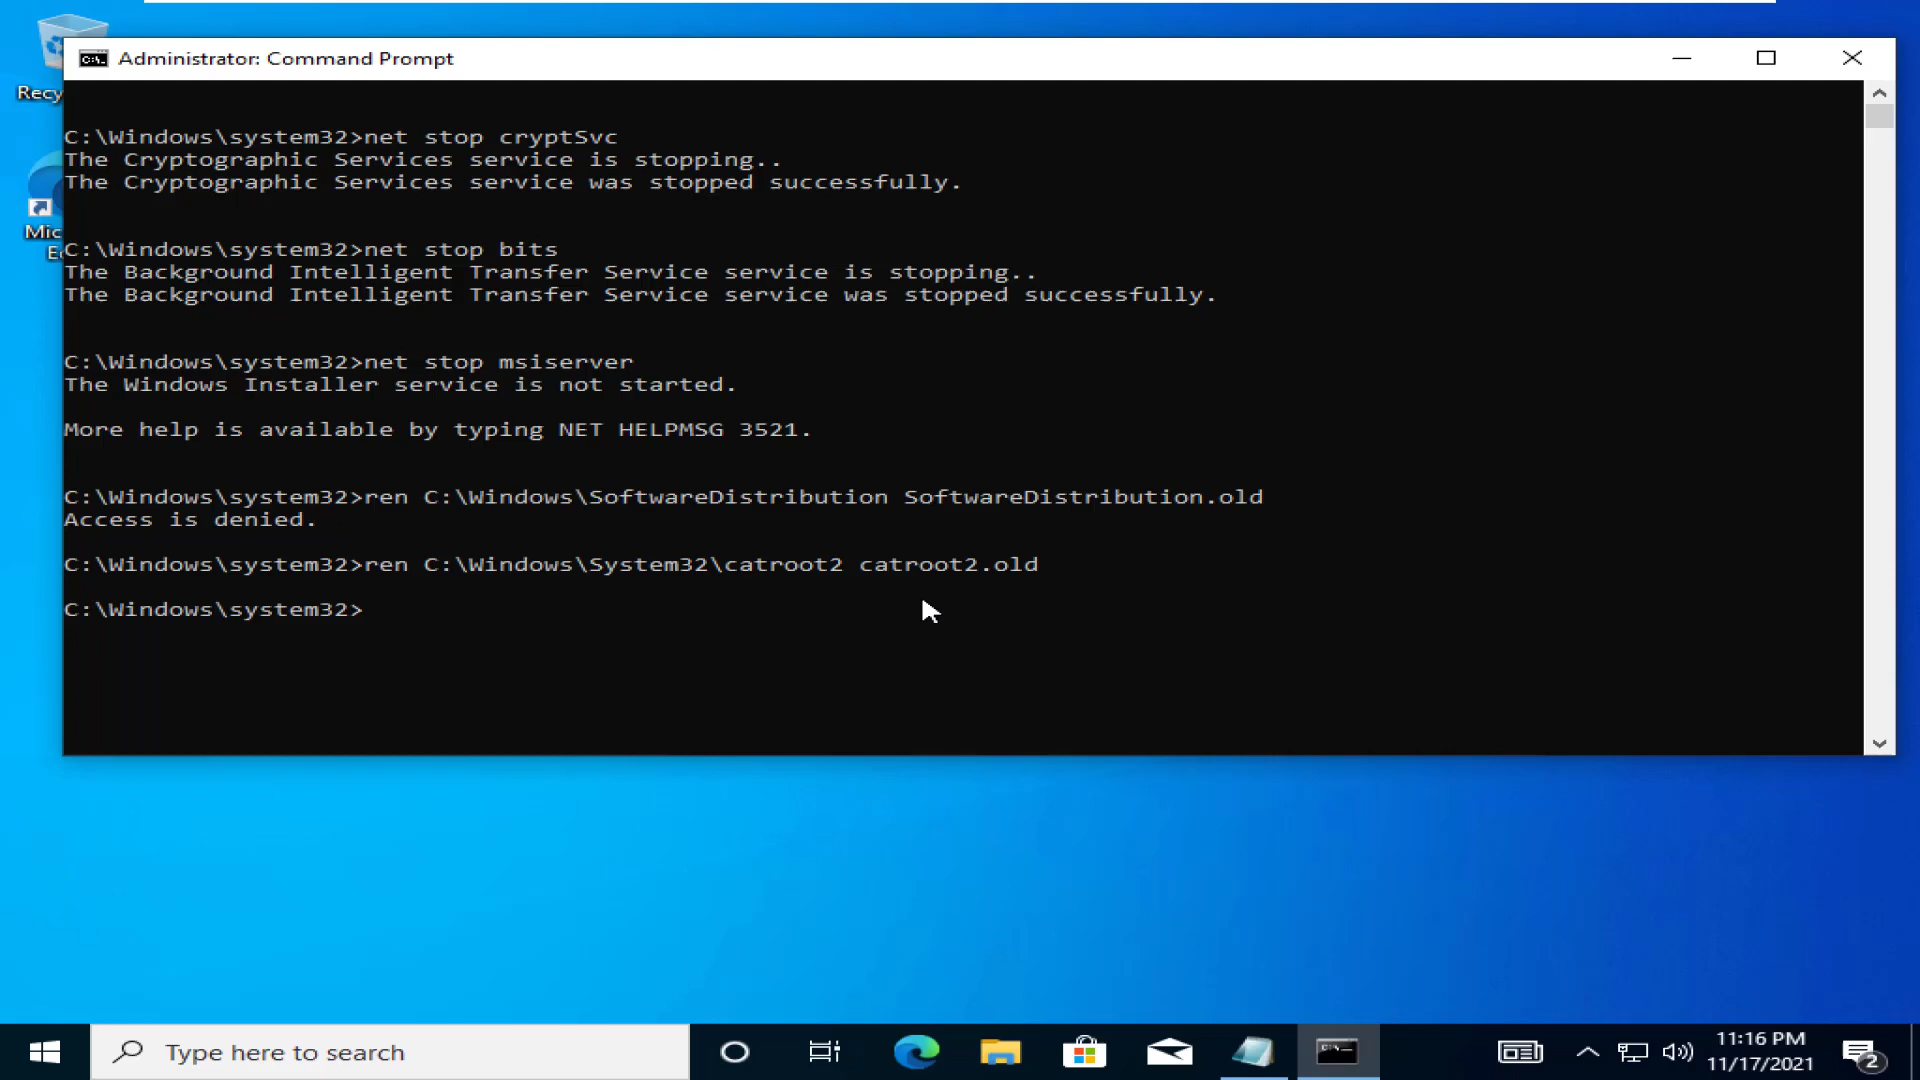 Administrator: Command Prompt
Recy
Mic
Ec
C:\Windows\system32>net stop cryptSvc
The Cryptographic Services service is stopping..
The Cryptographic Services service was stopped successfully.
C:\Windows\system32>net stop bits
The Background Intelligent Transfer Service service is stopping..
The Background Intelligent Transfer Service service was stopped successfully.
C:\Windows\system32>net stop msiserver
The Windows Installer service is not started.
More help is available by typing NET HELPMSG 3521.
C:\Windows\system32>ren C:\Windows\SoftwareDistribution SoftwareDistribution.old
Access is denied.
C:\Windows\system32>ren C:\Windows\System32\catroot2 catroot2.old
C:\Windows\system32>
Type here to search
11:16 PM
11/17/2021
2